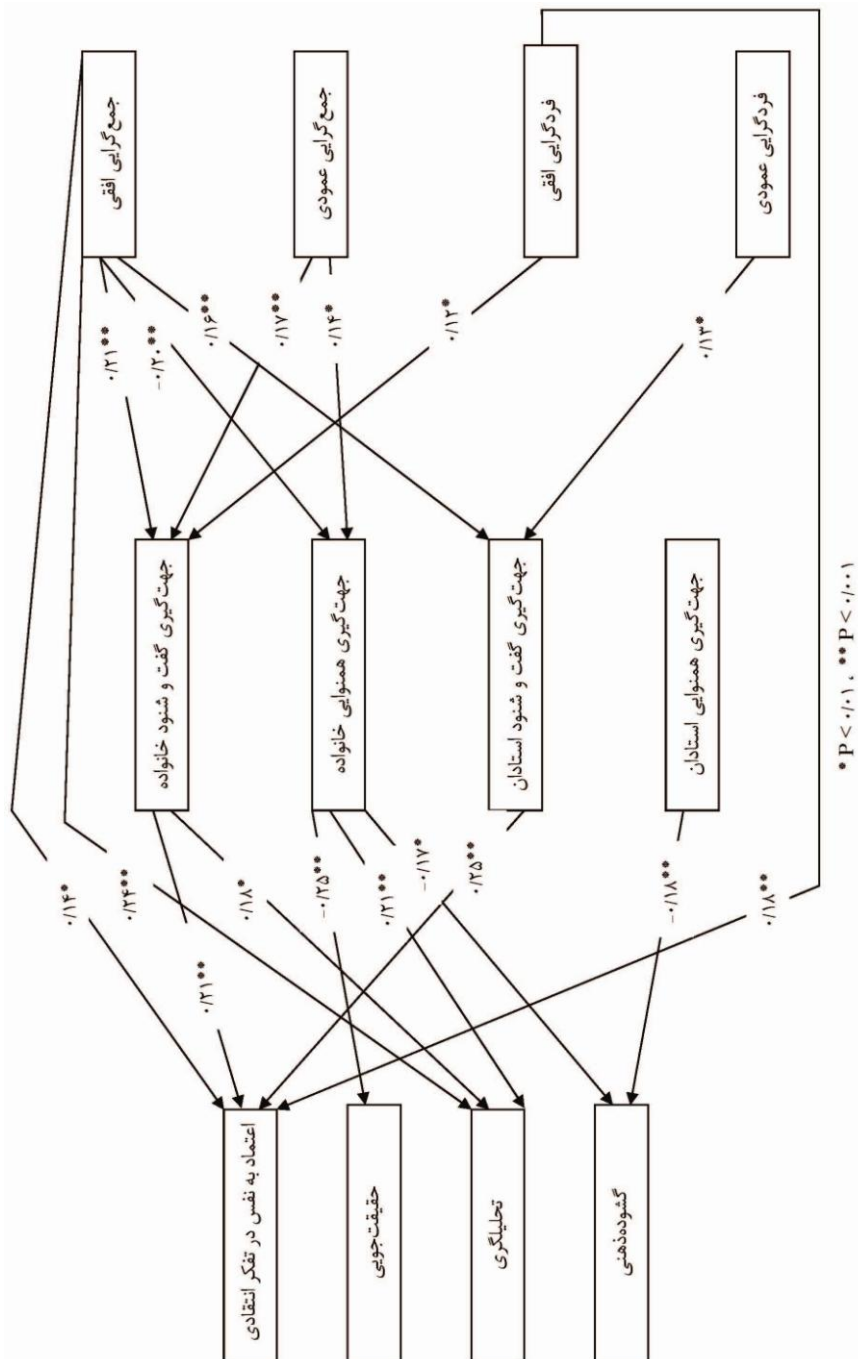 جمع‌گرایی افقی
جمع‌گرایی عمودی
فردگرایی افقی
فردگرایی عمودی
۰/۲۱**
-۰/۲۰**
۰/۱۶**
۰/۱۷**
۰/۱۴*
۰/۱۲*
۰/۱۳*
جهت‌گیری گفت و شنود خانواده
جهت‌گیری همنوایی خانواده
جهت‌گیری گفت و شنود استادان
جهت‌گیری همنوایی استادان
۰/۱۴*
۰/۲۴**
۰/۲۱**
۰/۱۸*
-۰/۲۵**
۰/۲۱**
-۰/۱۷*
۰/۲۵**
-۰/۱۸**
۰/۱۸**
اعتماد به نفس در تفکر انتقادی
حقیقت‌جویی
تحلیلگری
گشوده‌ذهنی
*P < ۰/۰۱ ، **P < ۰/۰۰۱